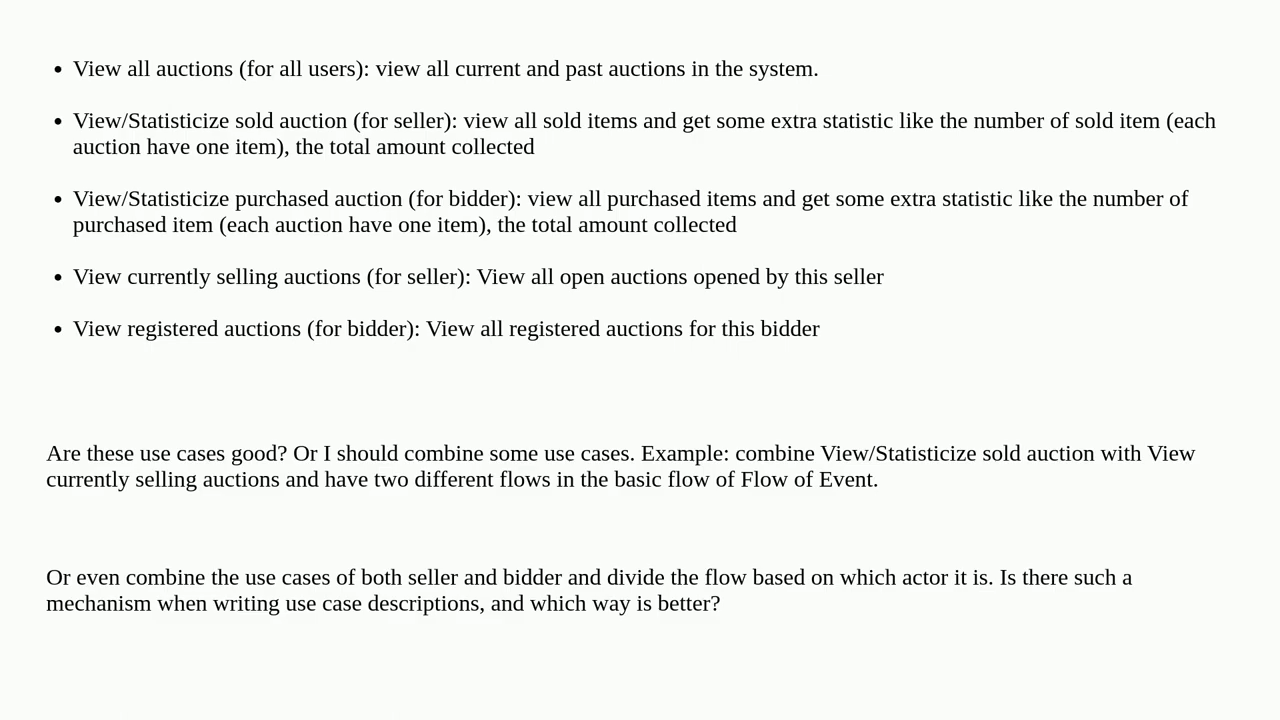 • View all auctions (for all users): view all current and past auctions in the system.
• View/Statisticize sold auction (for seller): view all sold items and get some extra statistic like the number of sold item (each
auction have one item), the total amount collected
• View/Statisticize purchased auction (for bidder): view all purchased items and get some extra statistic like the number of
purchased item (each auction have one item), the total amount collected
• View currently selling auctions (for seller): View all open auctions opened by this seller
• View registered auctions (for bidder): View all registered auctions for this bidder
Are these use cases good? Or I should combine some use cases. Example: combine View/Statisticize sold auction with View
currently selling auctions and have two different flows in the basic flow of Flow of Event.
Or even combine the use cases of both seller and bidder and divide the flow based on which actor it is. Is there such a
mechanism when writing use case descriptions, and which way is better?